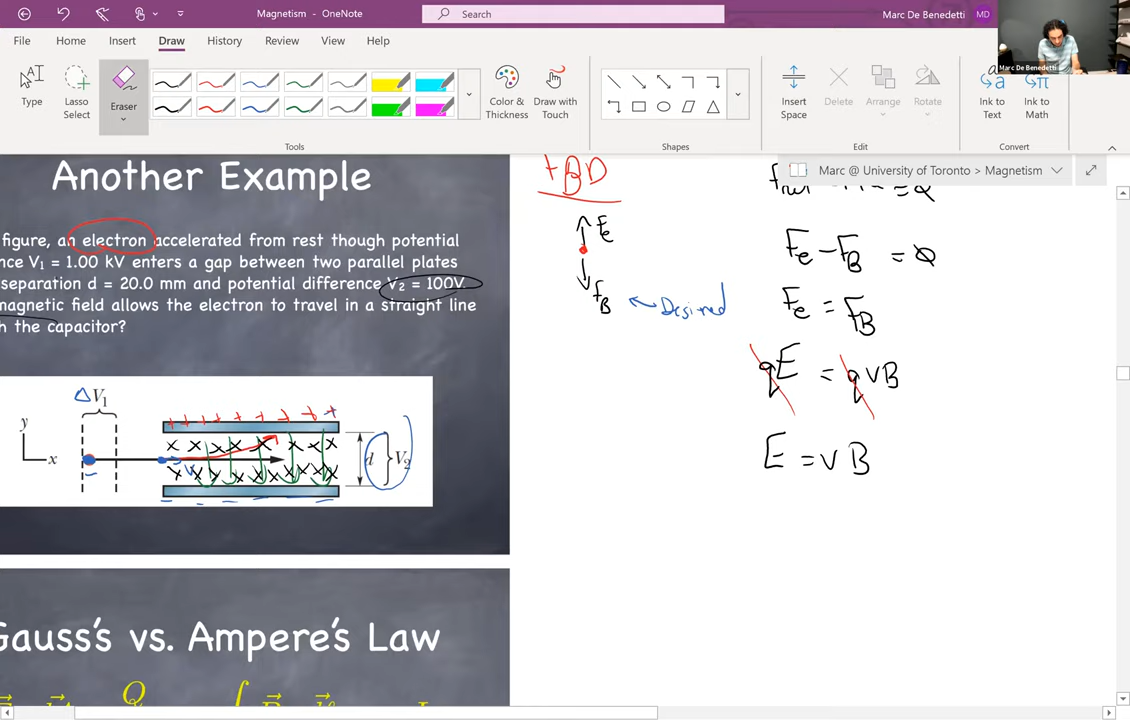 Magnetism - OneNote
Search
Marc De Benedetti
MD
Marc De Benedetti
File Home Insert Draw History Review View Help
Type
Lasso Select
Eraser
Color & Thickness
Draw with Touch
Insert Space
Delete
Arrange
Rotate
Ink to Text
Ink to Math
Tools
Shapes
Edit
Convert
Marc @ University of Toronto > Magnetism
Another Example
figure, an electron accelerated from rest though potential
nce V₁ = 1.00 kV enters a gap between two parallel plates
separation d = 20.0 mm and potential difference V₂ = 100V.
magnetic field allows the electron to travel in a straight line
h the capacitor?
ΔV₁
y
x
d
V₂
FBD
Fe
FB
Desired
Fe - FB = 0
Fe = FB
qE = qvB
E = vB
Gauss's vs. Ampere's Law